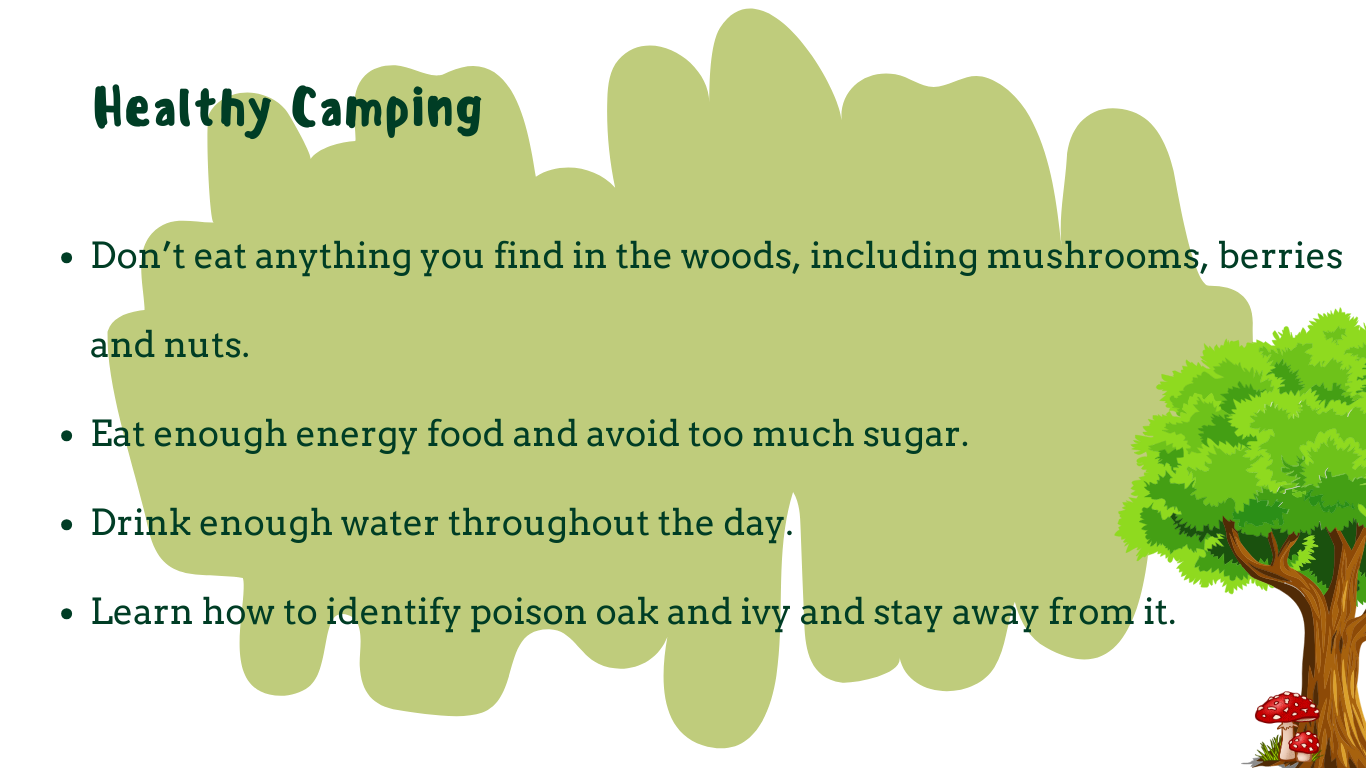 Healthy Camping
• Don’t eat anything you find in the woods, including mushrooms, berries
and nuts.
• Eat enough energy food and avoid too much sugar.
• Drink enough water throughout the day.
• Learn how to identify poison oak and ivy and stay away from it.